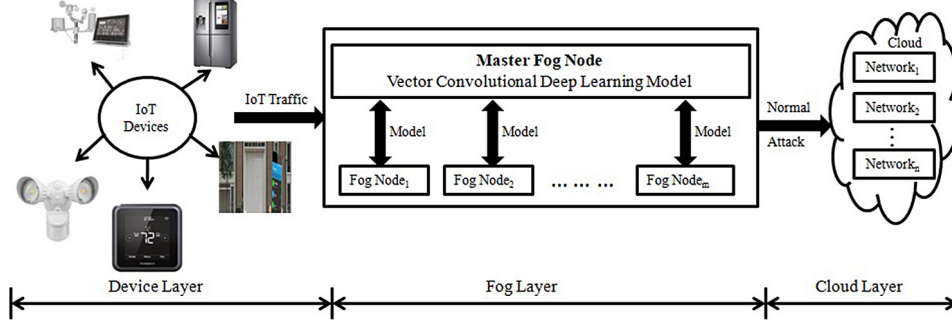 IoT
Devices
72
IoT Traffic
Master Fog Node
Vector Convolutional Deep Learning Model
Model
Model
Model
Fog Node1
Fog Node2
... ... ...
Fog Nodem
Normal
Attack
Cloud
Network1
Network2
Networkn
Device Layer
Fog Layer
Cloud Layer